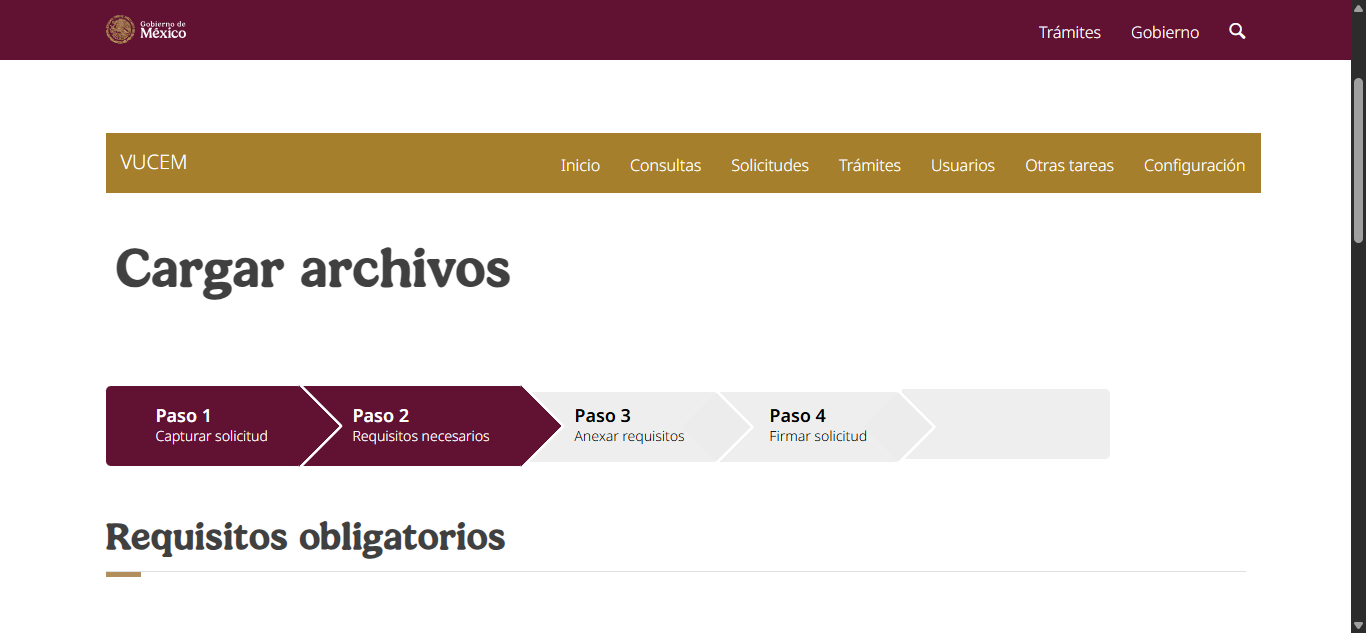 Gobierno de
México
Trámites Gobierno
VUCEM
Inicio Consultas Solicitudes Trámites Usuarios Otras tareas Configuración
Cargar archivos
Paso 1
Capturar solicitud
Paso 2
Requisitos necesarios
Paso 3
Anexar requisitos
Paso 4
Firmar solicitud
Requisitos obligatorios